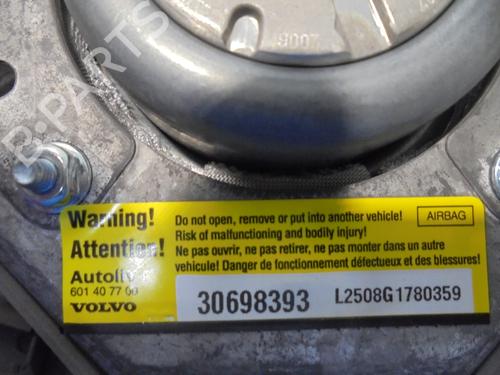 B-PARTS
Warning!
Do not open, remove or put into another vehicle!
AIRBAG
Risk of malfunctioning and bodily injury!
Attention!
Ne pas ouvrir, ne pas retirer, ne pas monter dans un autre
vehicule! Danger de fonctionnement défectueux et des blessures!
Autoliv
601 40 77 00
VOLVO
30698393
L2508G1780359